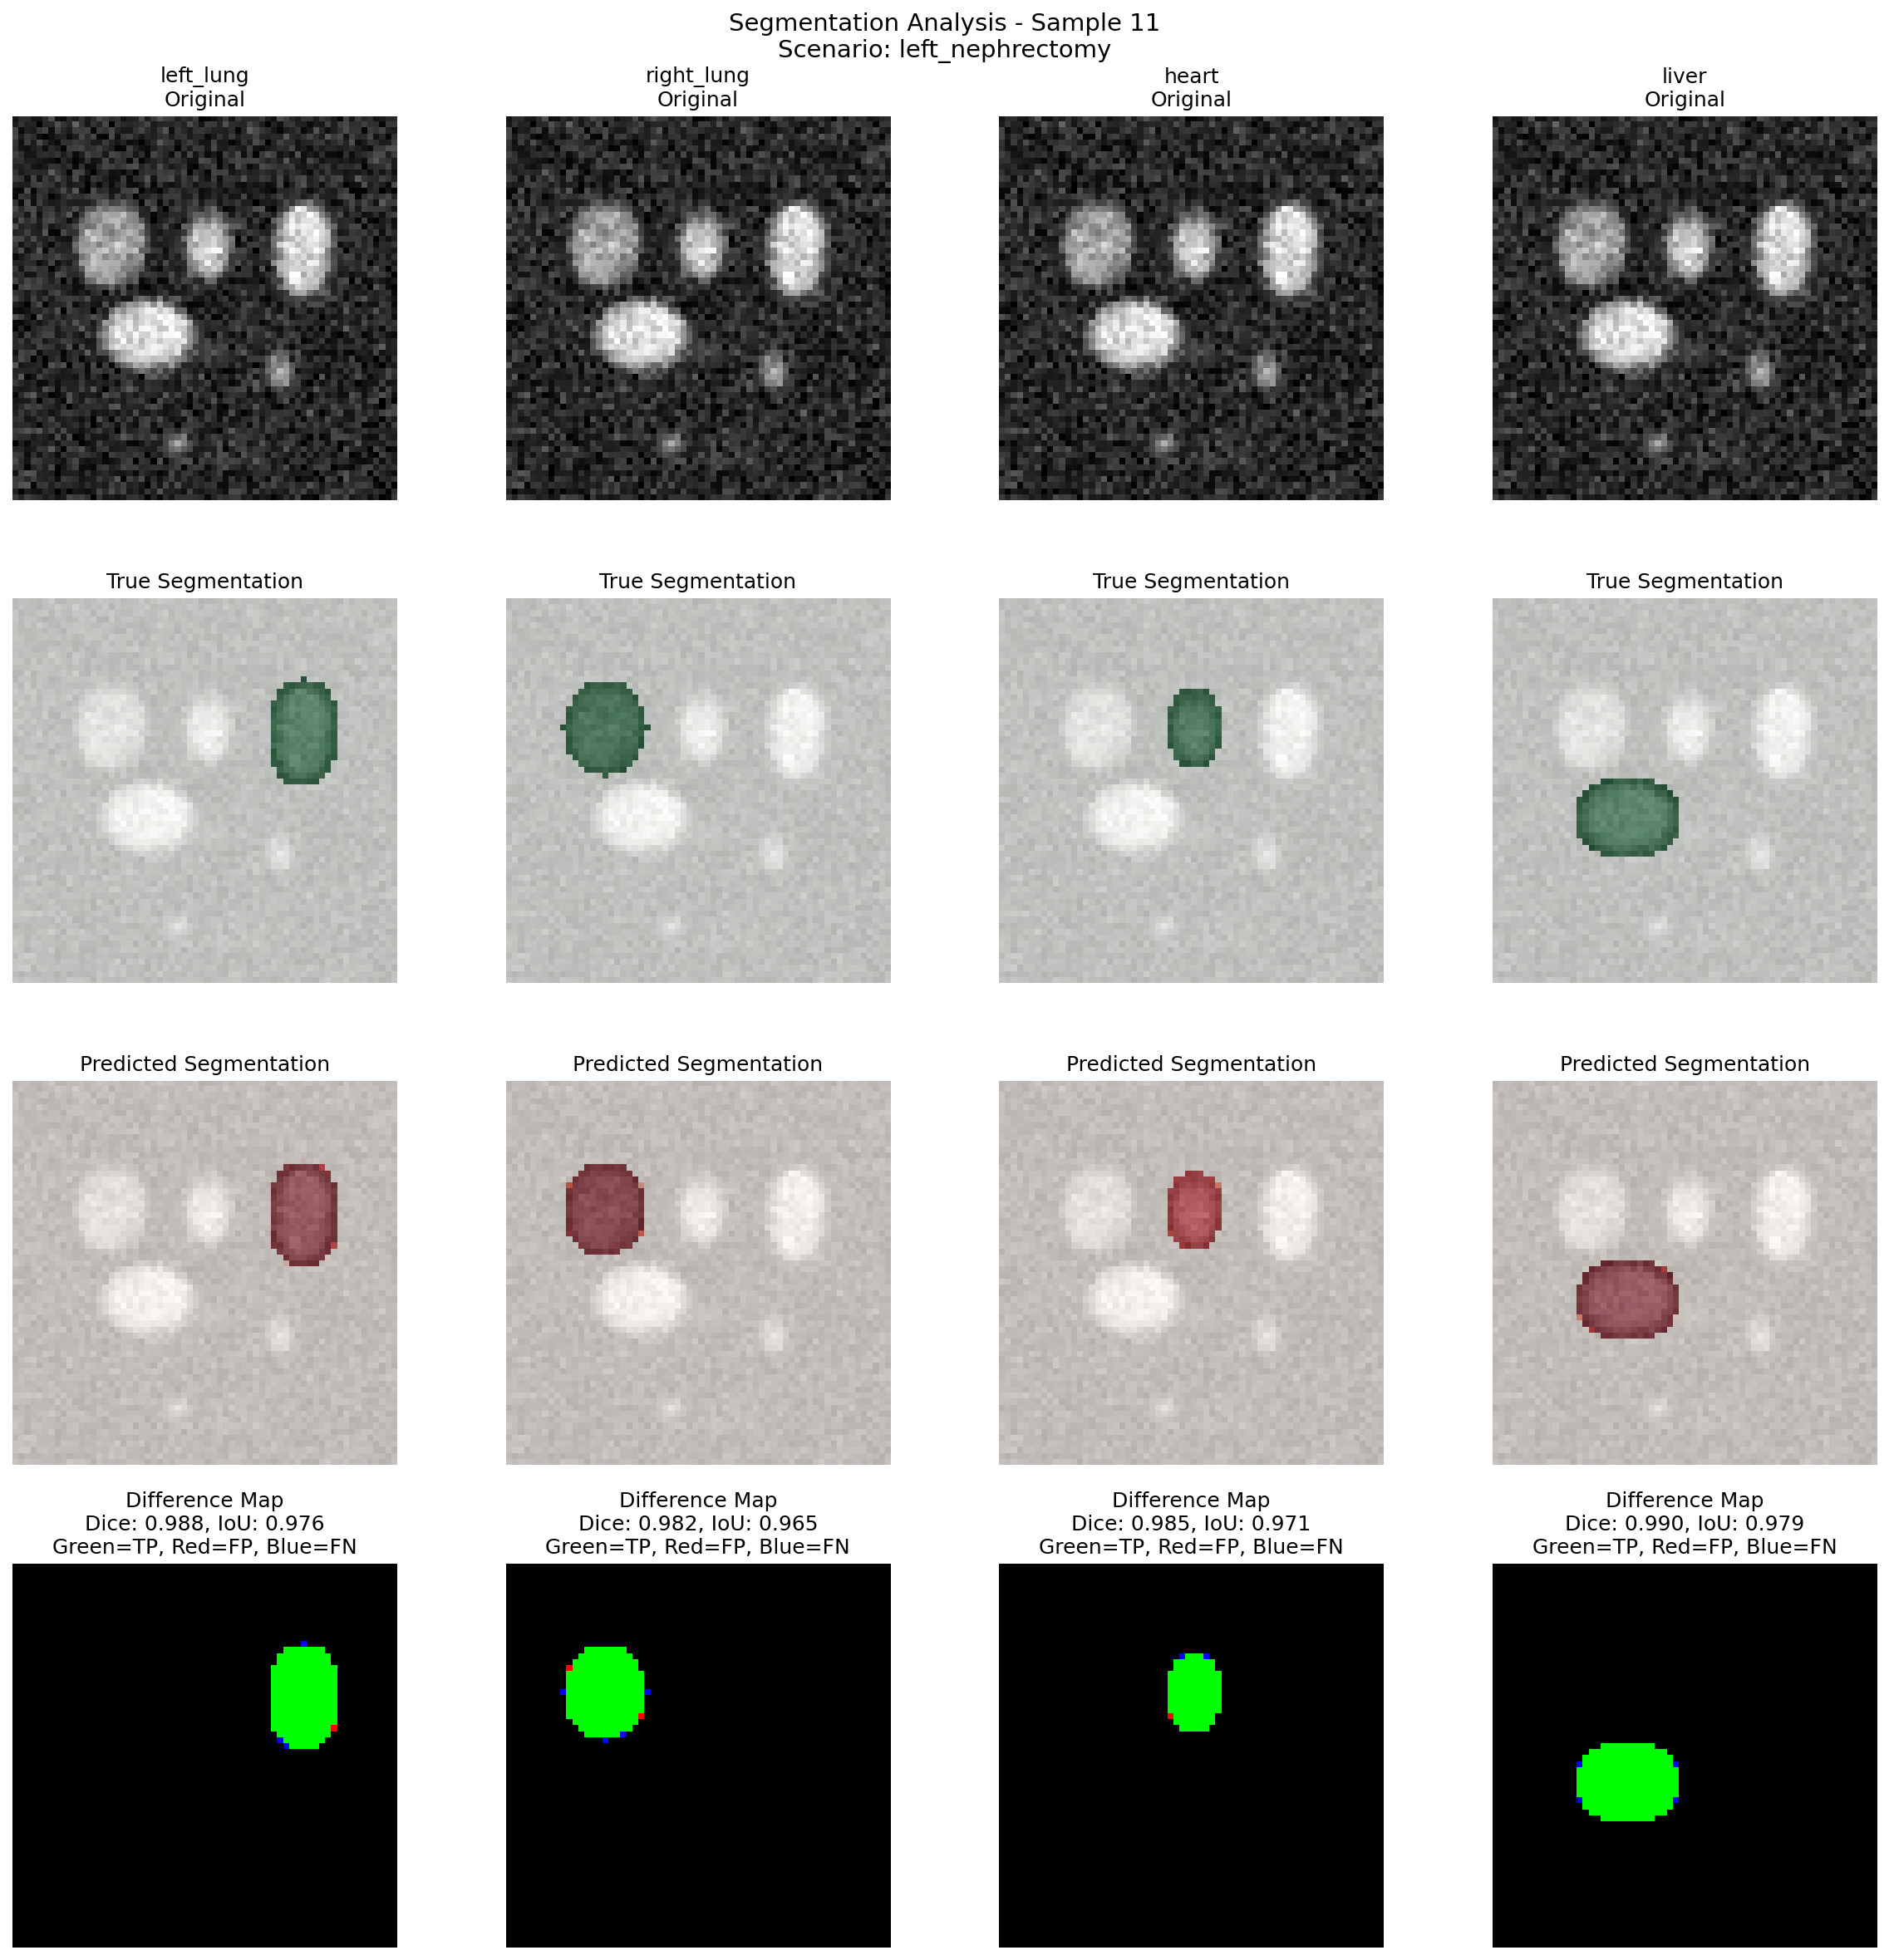 Segmentation Analysis - Sample 11
Scenario: left_nephrectomy
left_lung
Original
right_lung
Original
heart
Original
liver
Original
True Segmentation
True Segmentation
True Segmentation
True Segmentation
Predicted Segmentation
Predicted Segmentation
Predicted Segmentation
Predicted Segmentation
Difference Map
Dice: 0.988, IoU: 0.976
Green=TP, Red=FP, Blue=FN
Difference Map
Dice: 0.982, IoU: 0.965
Green=TP, Red=FP, Blue=FN
Difference Map
Dice: 0.985, IoU: 0.971
Green=TP, Red=FP, Blue=FN
Difference Map
Dice: 0.990, IoU: 0.979
Green=TP, Red=FP, Blue=FN